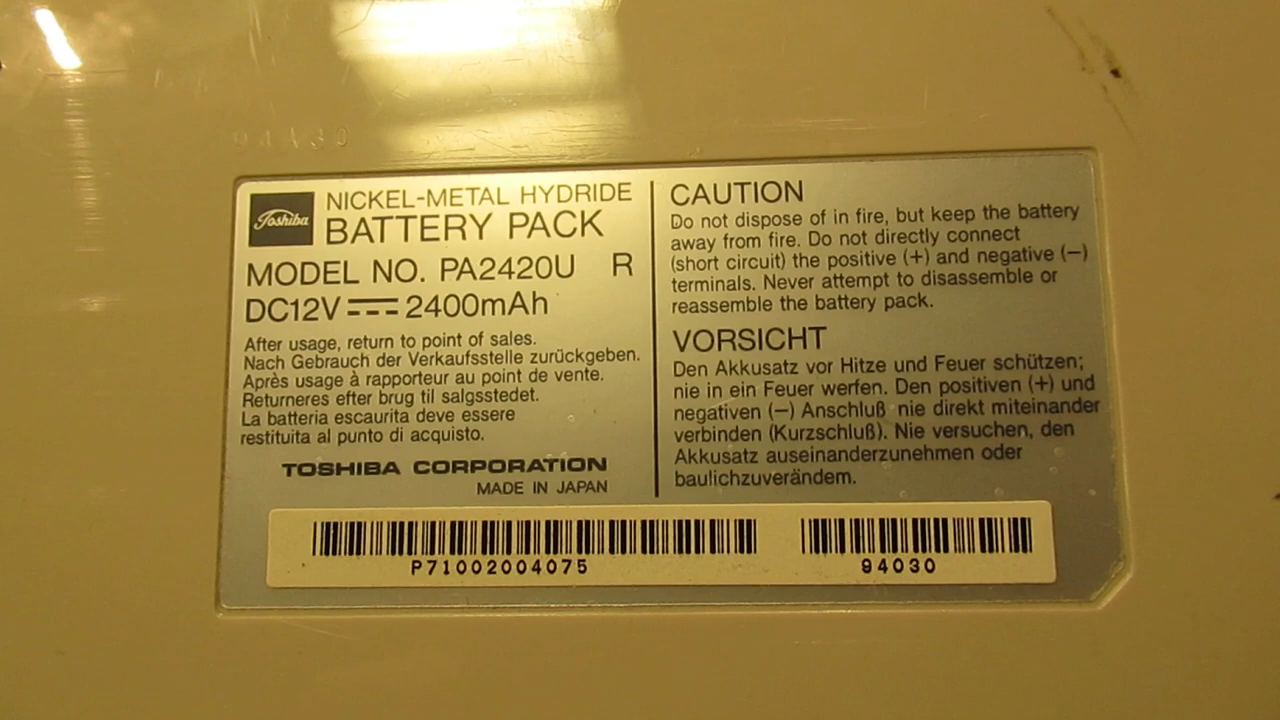 94A30
Toshiba
NICKEL-METAL HYDRIDE
BATTERY PACK
MODEL NO. PA2420U R
DC12V 2400mAh
After usage, return to point of sales.
Nach Gebrauch der Verkaufsstelle zurückgeben.
Après usage à rapporteur au point de vente.
Returneres efter brug til salgsstedet.
La batteria escaurita deve essere
restituita al punto di acquisto.
TOSHIBA CORPORATION
MADE IN JAPAN
CAUTION
Do not dispose of in fire, but keep the battery
away from fire. Do not directly connect
(short circuit) the positive (+) and negative (−)
terminals. Never attempt to disassemble or
reassemble the battery pack.
VORSICHT
Den Akkusatz vor Hitze und Feuer schützen;
nie in ein Feuer werfen. Den positiven (+) und
negativen (−) Anschluß nie direkt miteinander
verbinden (Kurzschluß). Nie versuchen, den
Akkusatz auseinanderzunehmen oder
baulichzuverändem.
P71002004075
94030